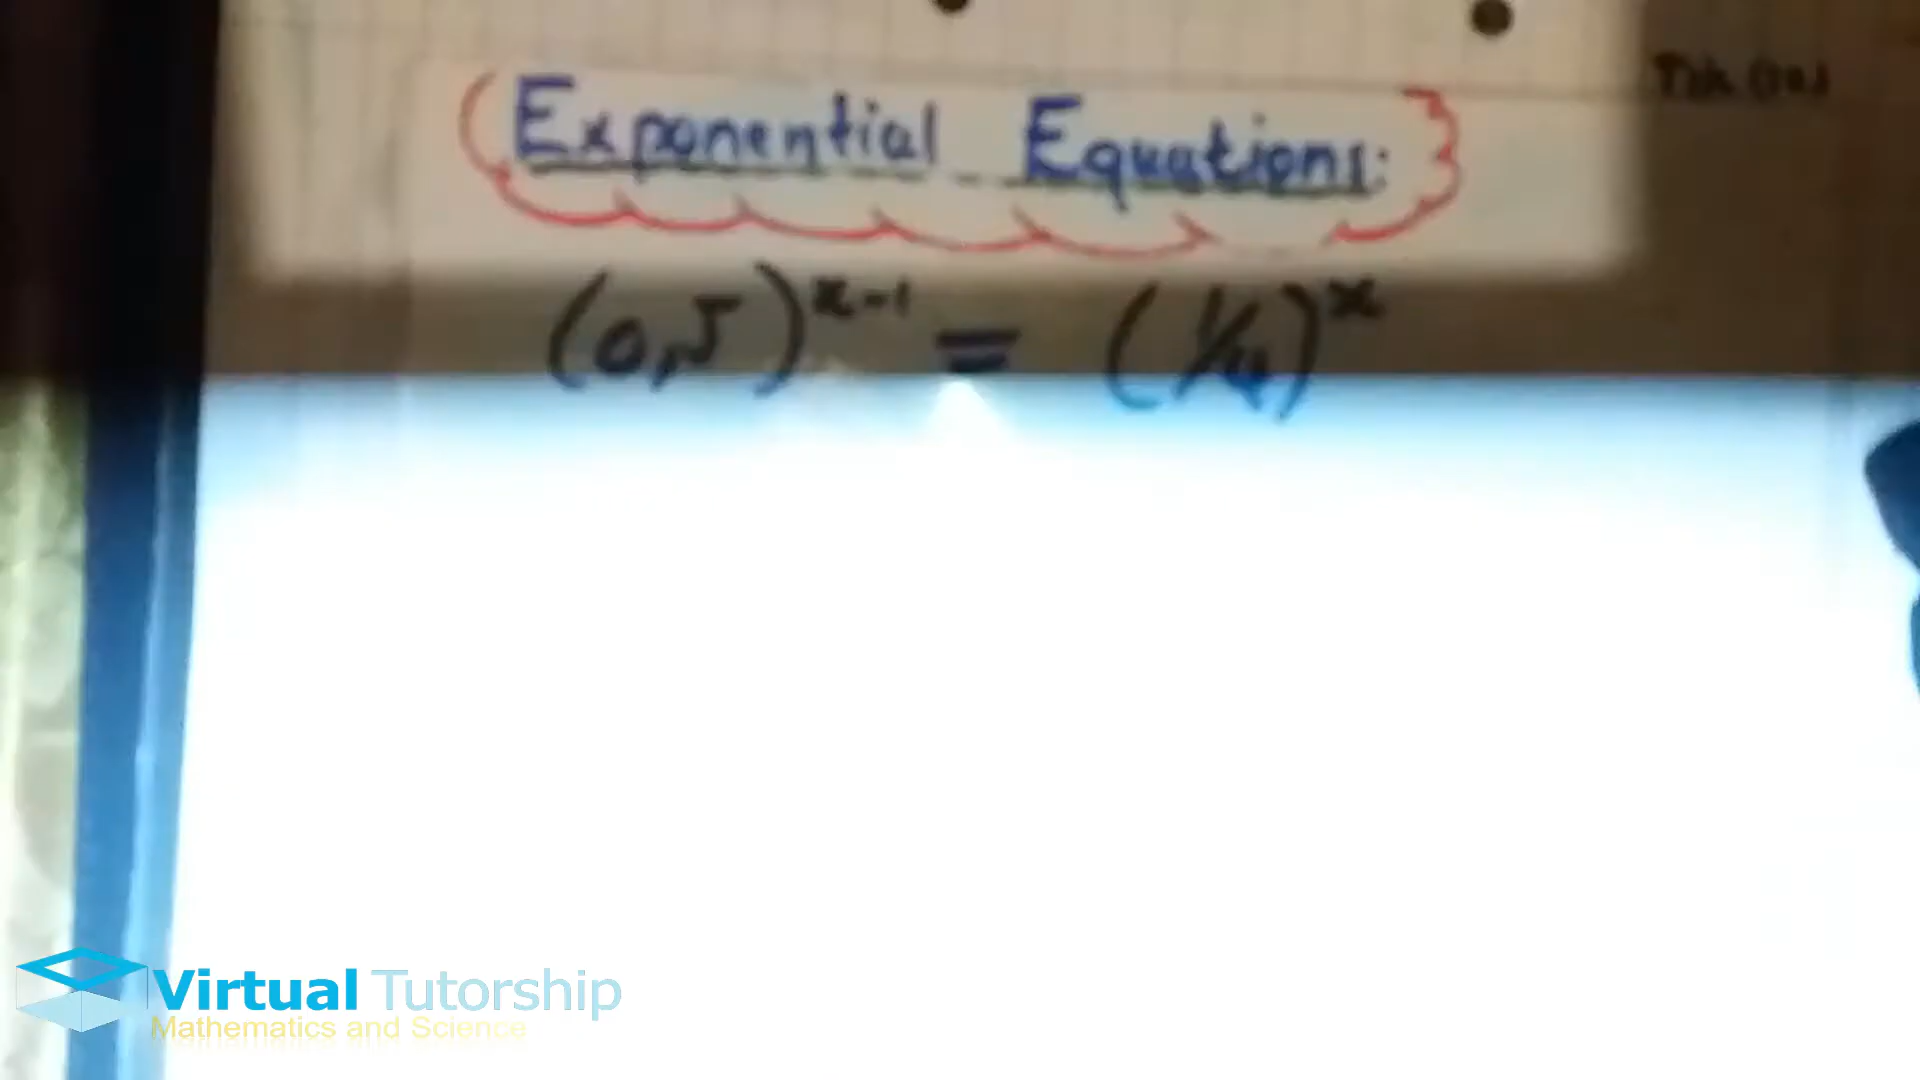 Exponential Equations:
(0,5)^x-1 = (1/4)^x
Virtual Tutorship
Mathematics and Science